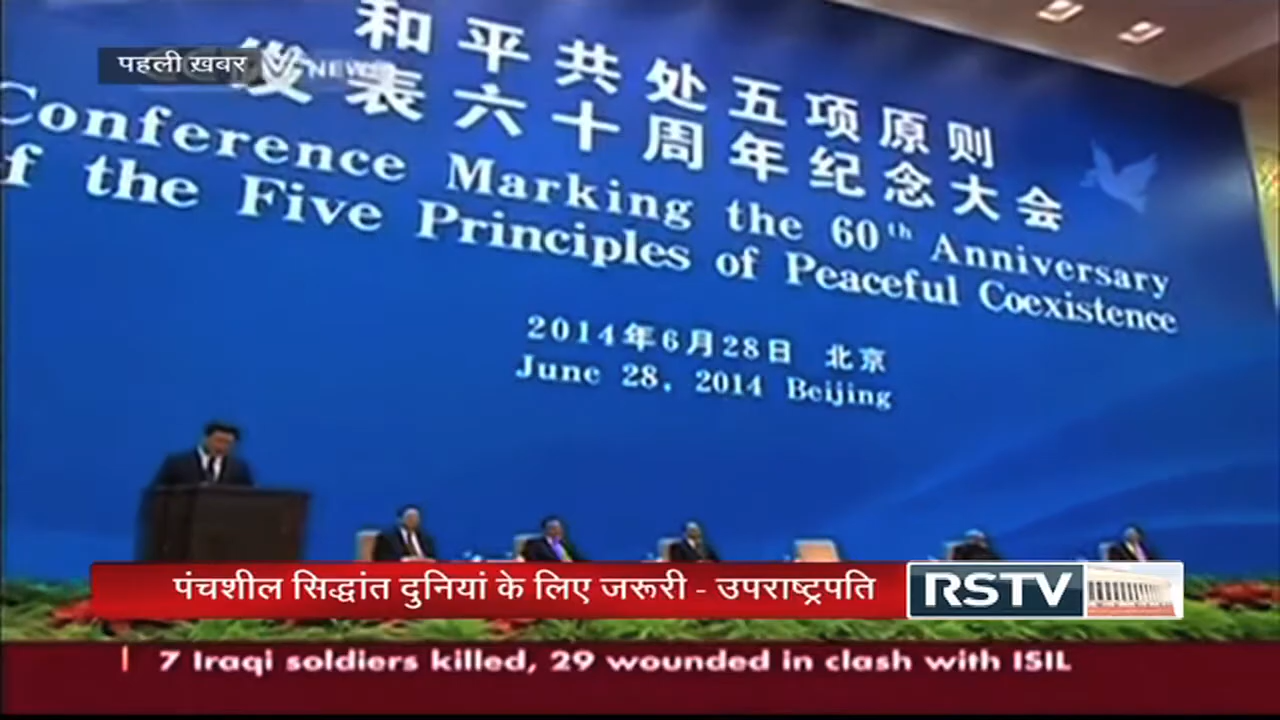 和平共处五项原则
पहली ख़बर
NEWS
发表六十周年纪念大会
Conference Marking the 60th Anniversary
f the Five Principles of Peaceful Coexistence
2014年6月28日 北京
June 28, 2014 Beijing
पंचशील सिद्धांत दुनियां के लिए जरूरी - उपराष्ट्रपति
RSTV
7 Iraqi soldiers killed, 29 wounded in clash with ISIL